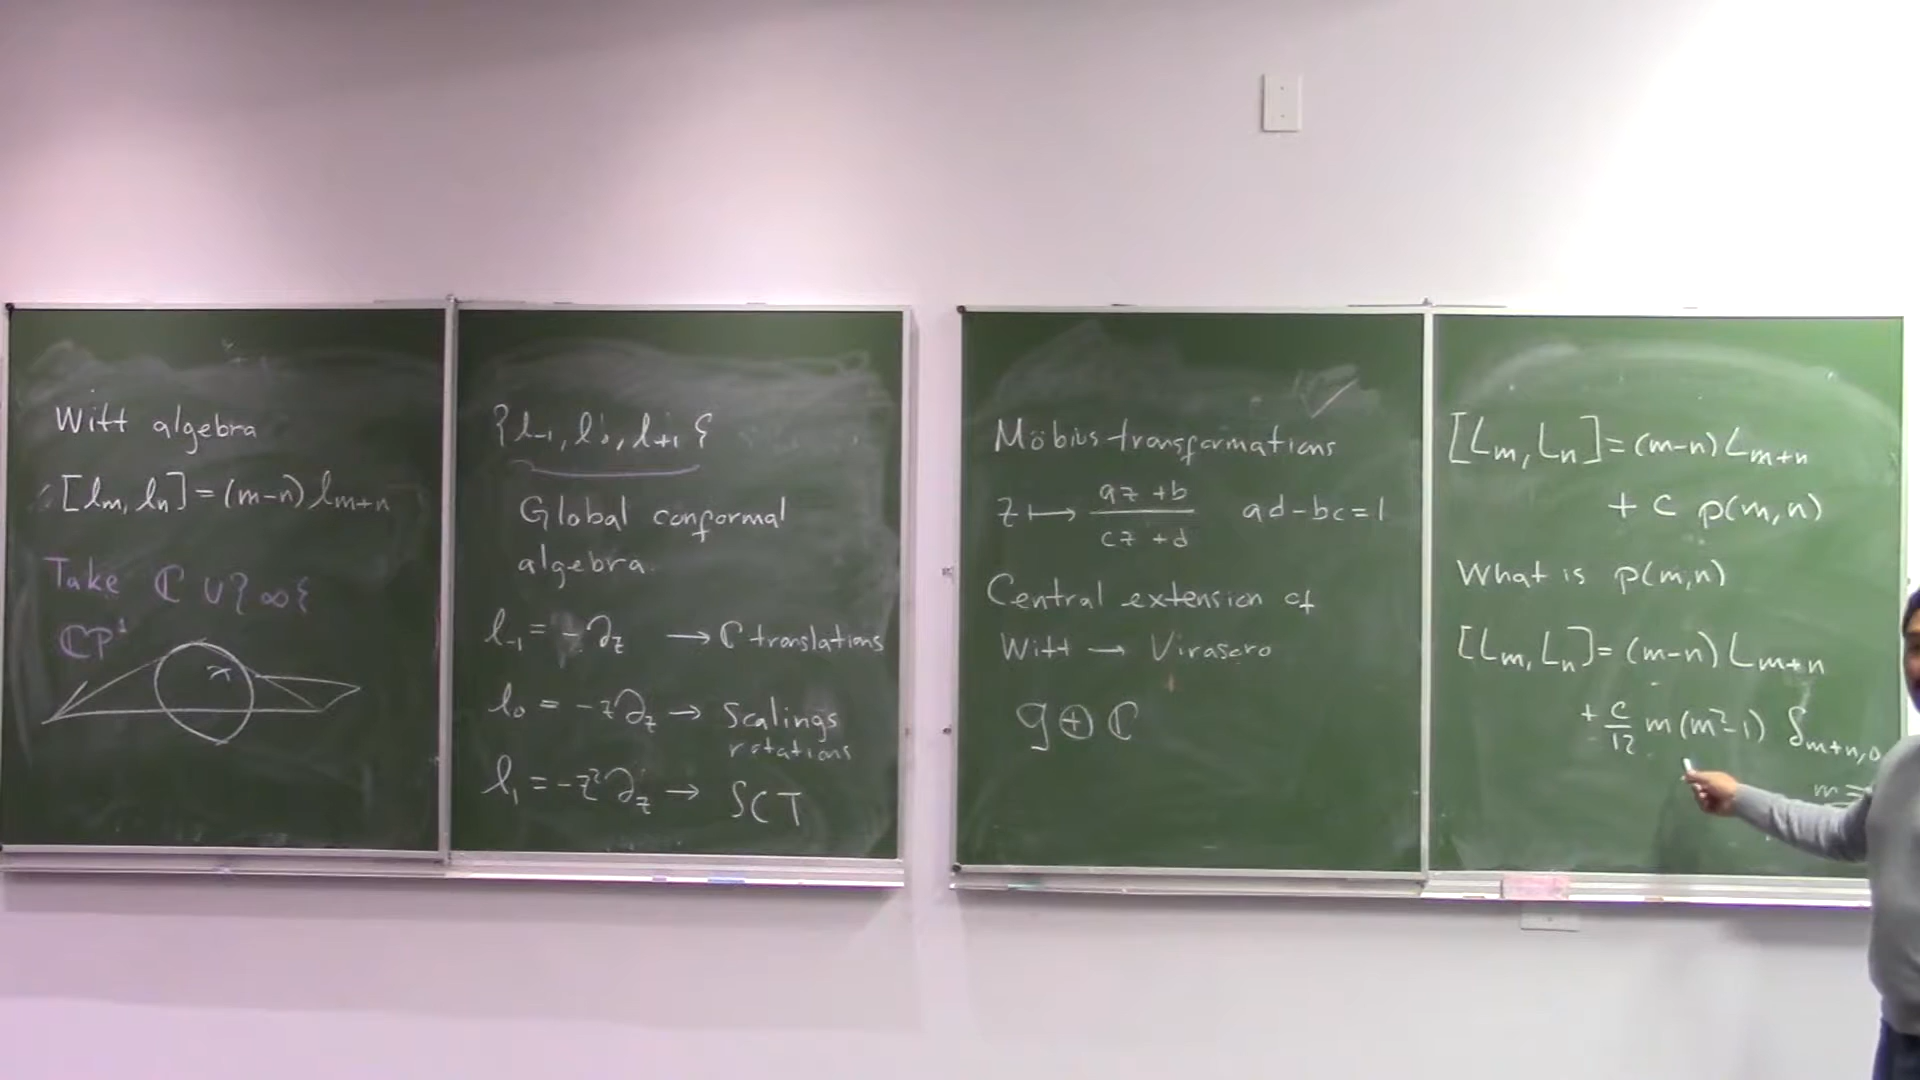 Witt algebra
[lm, ln] = (m-n) lm+n
Take ℂ ∪ {∞}
ℂP¹
{l-1, l0, l+1}
Global conformal
algebra.
l-1 = -∂z → ℂ translations
l0 = -z∂z → Scalings
rotations
l1 = -z²∂z → SCT
Möbius transformations
z ⟼ (az + b)/(cz + d) ad-bc=1
Central extension of
Witt → Virasoro
g ⊕ ℂ
[Lm, Ln] = (m-n) Lm+n
+ c p(m,n)
What is p(m,n)
[Lm, Ln] = (m-n) Lm+n
+ c/12 m(m²-1) δm+n,0
m =